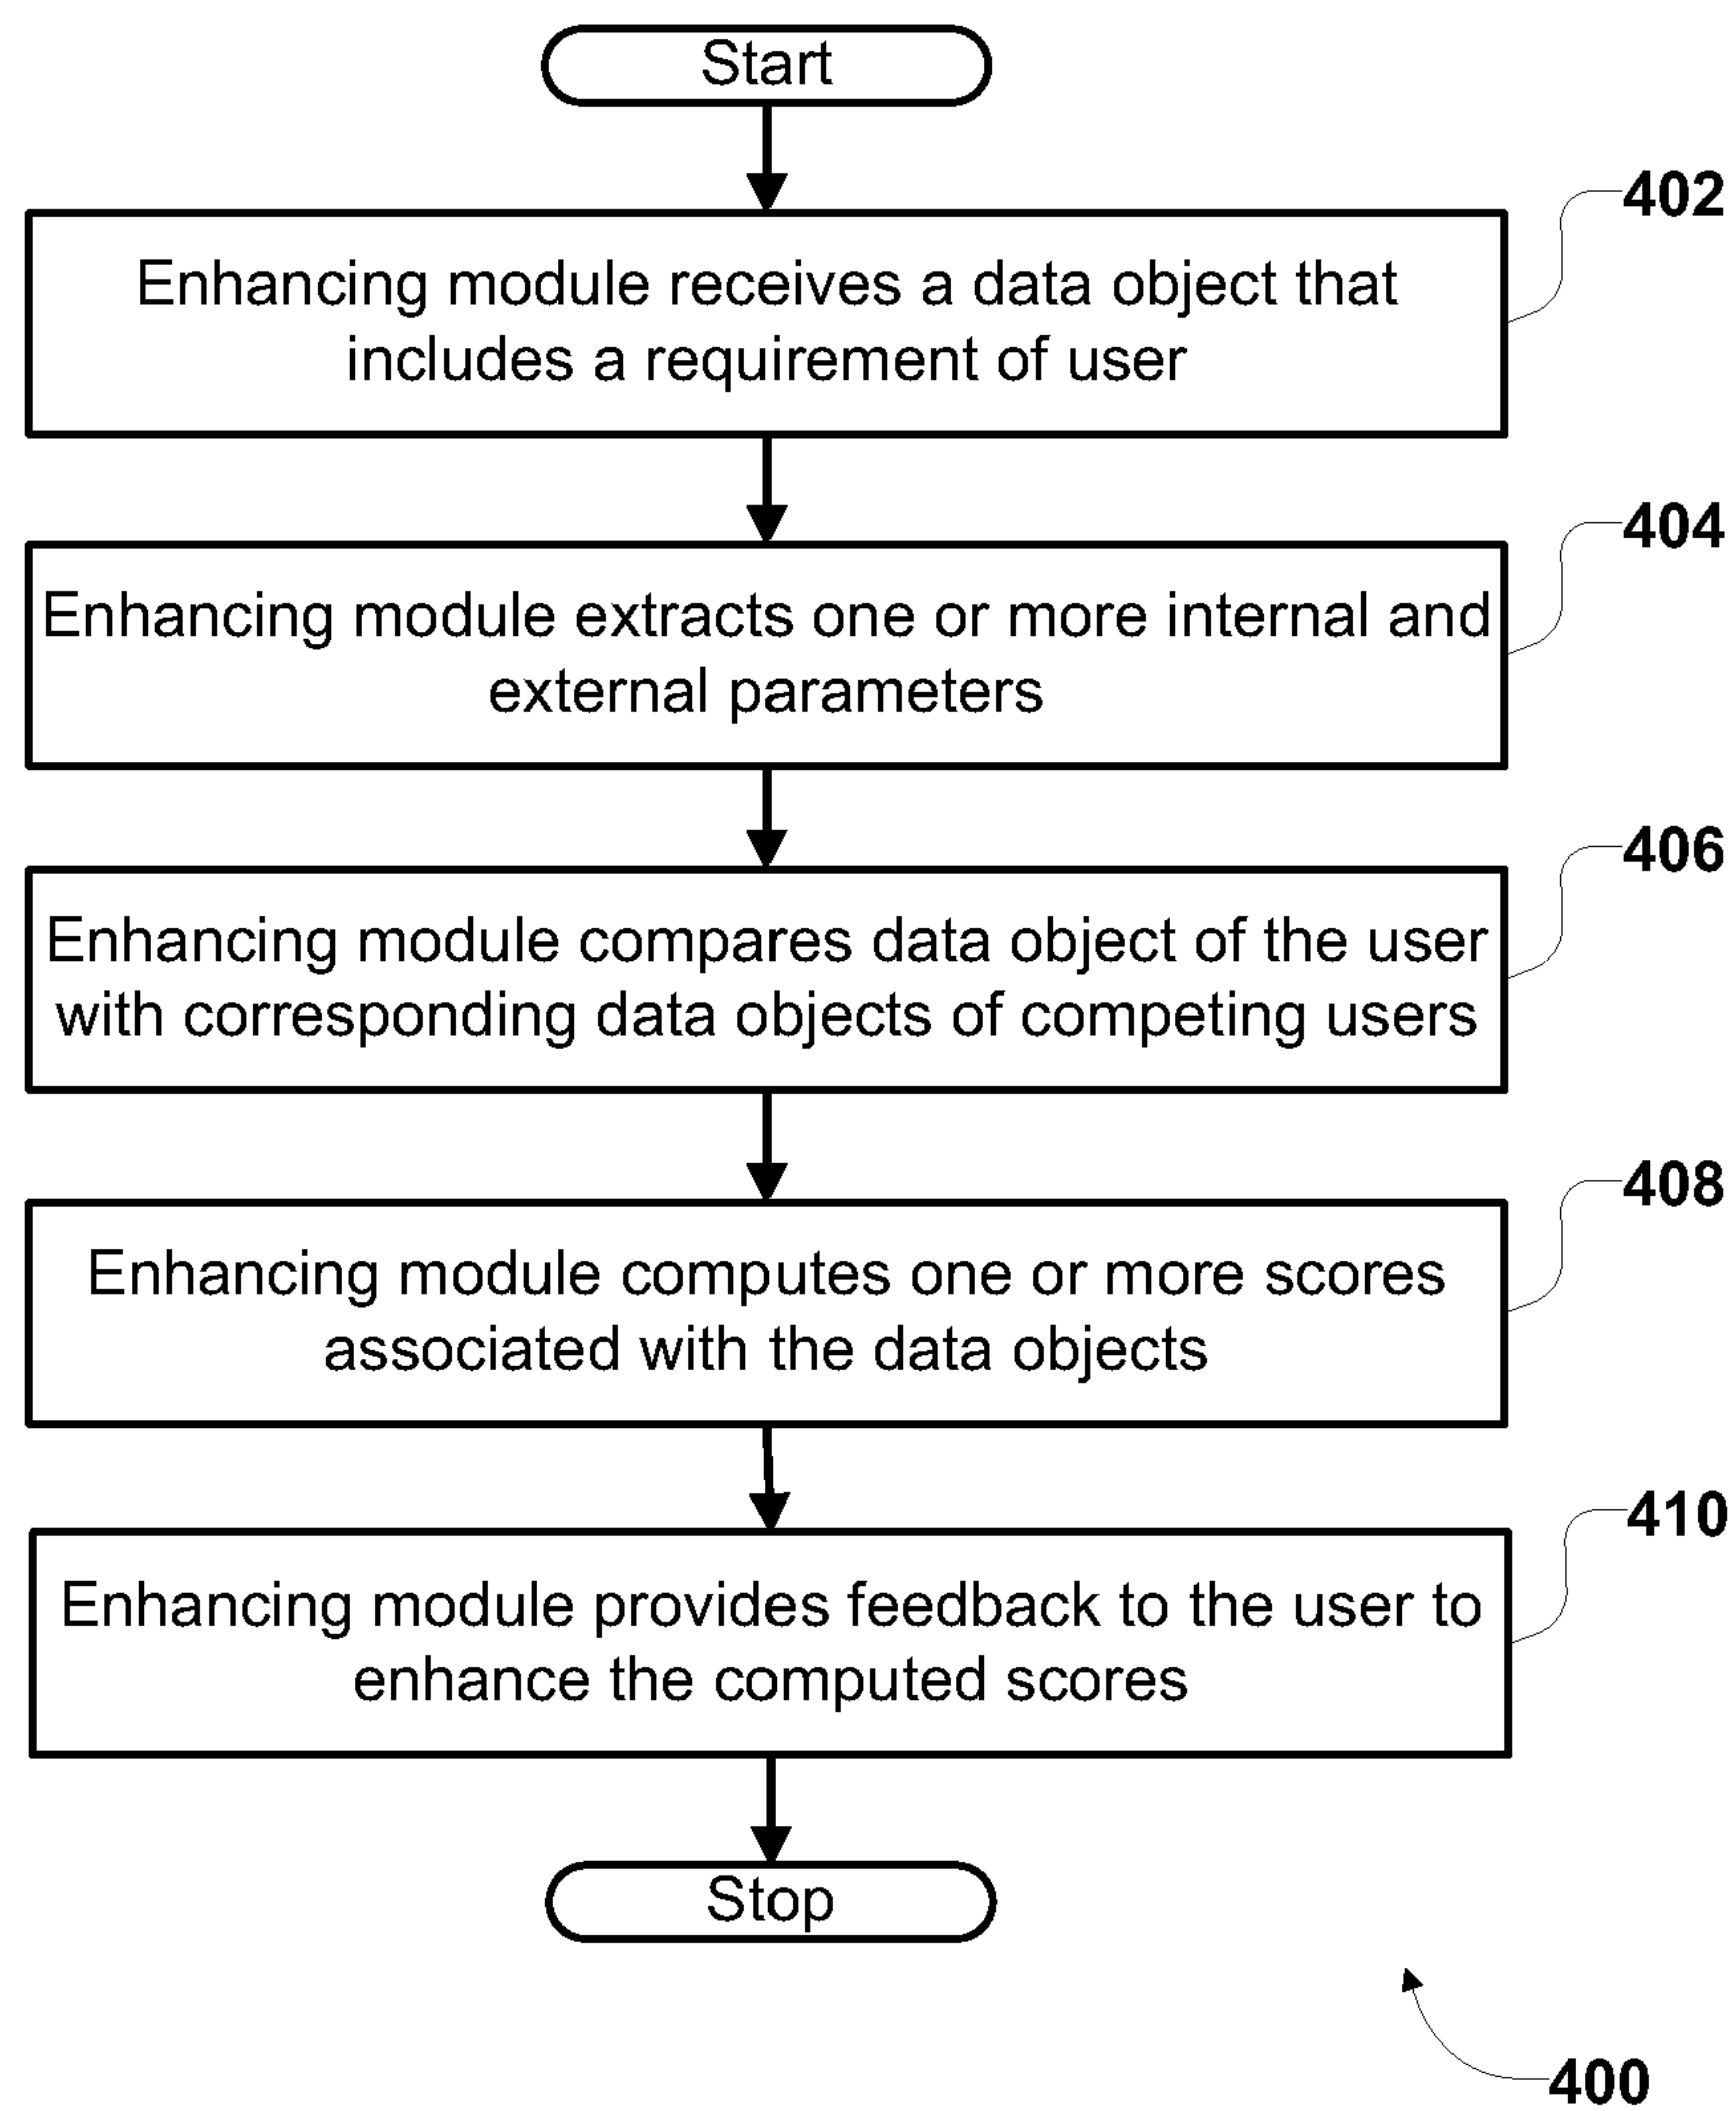 Start
402
Enhancing module receives a data object that
includes a requirement of user
404
Enhancing module extracts one or more internal and
external parameters
406
Enhancing module compares data object of the user
with corresponding data objects of competing users
408
Enhancing module computes one or more scores
associated with the data objects
410
Enhancing module provides feedback to the user to
enhance the computed scores
Stop
400